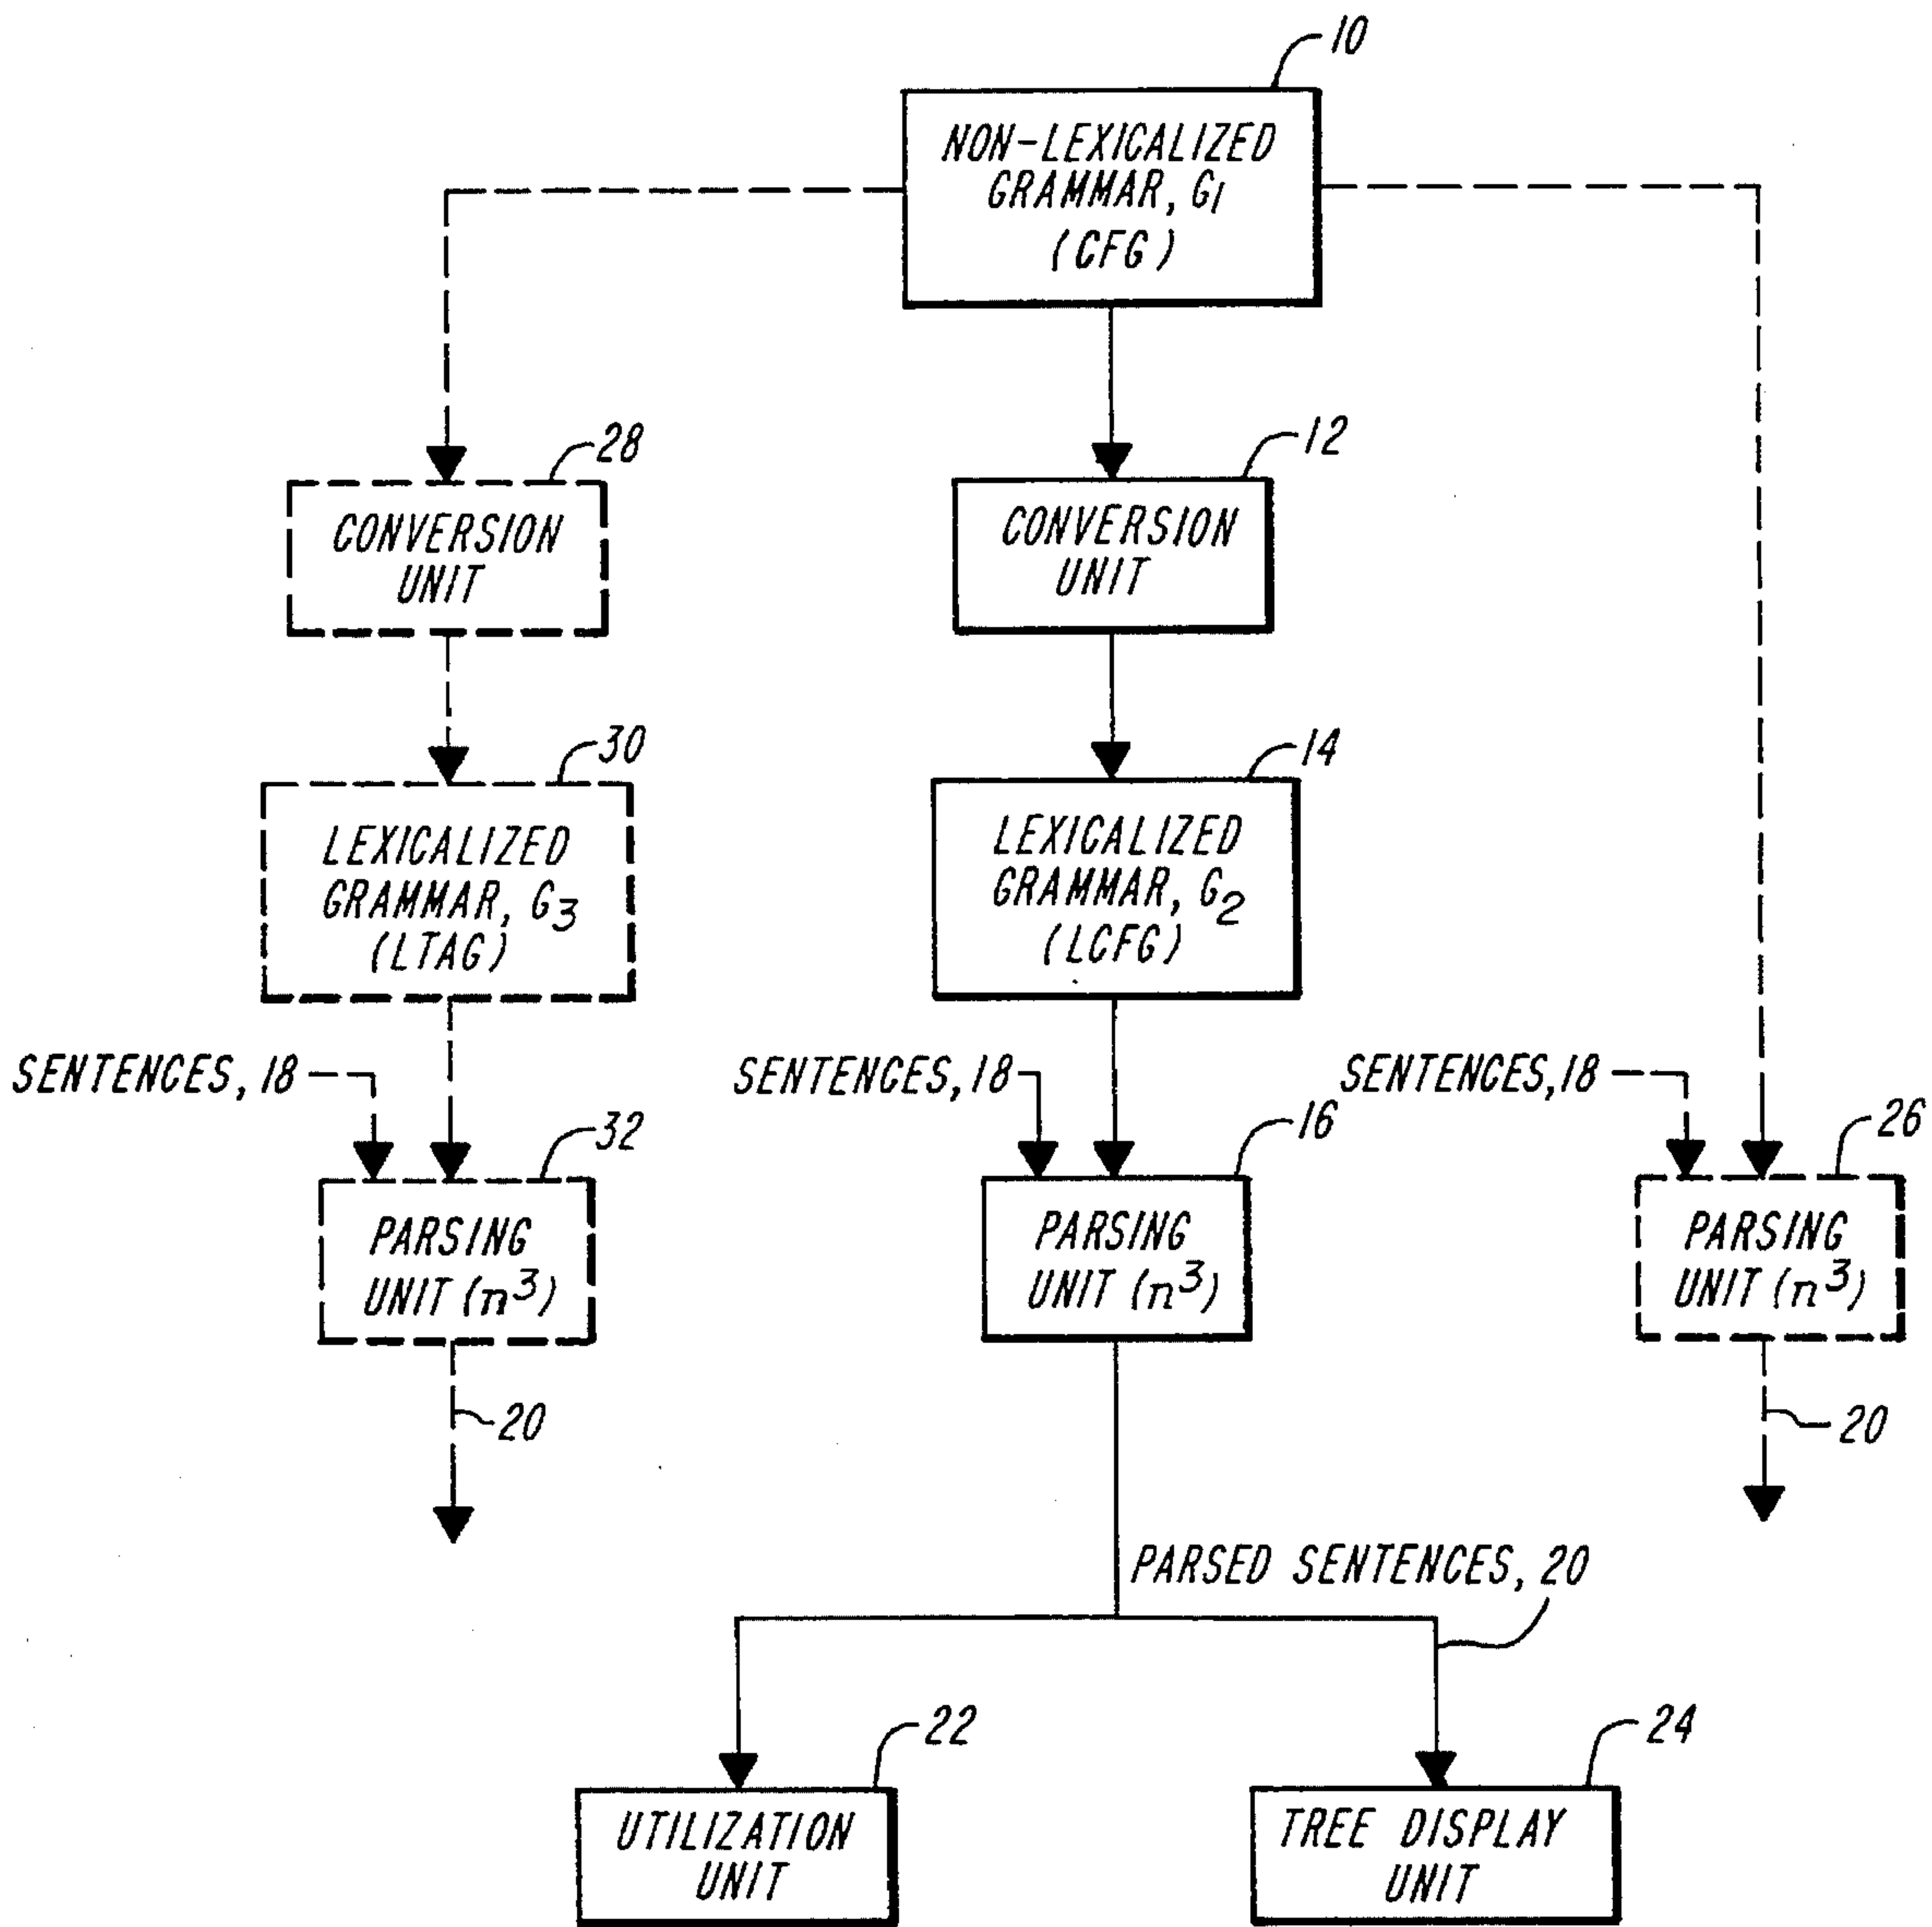 10
NON-LEXICALIZED
GRAMMAR, G1
(CFG)
28
CONVERSION
UNIT
12
CONVERSION
UNIT
30
LEXICALIZED
GRAMMAR, G3
(LTAG)
14
LEXICALIZED
GRAMMAR, G2
(LCFG)
SENTENCES, 18
SENTENCES, 18
SENTENCES, 18
32
PARSING
UNIT (n³)
16
PARSING
UNIT (n³)
26
PARSING
UNIT (n³)
20
20
PARSED SENTENCES, 20
22
UTILIZATION
UNIT
24
TREE DISPLAY
UNIT